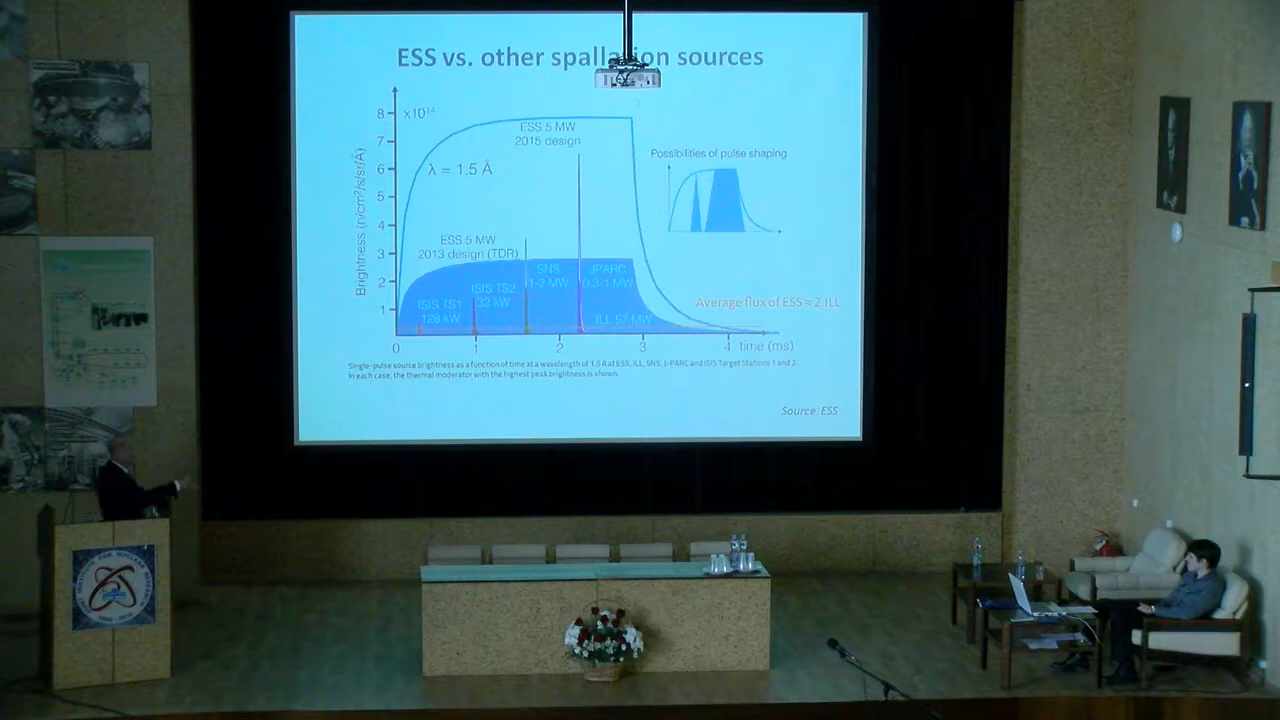 ESS vs. other spallation sources
x10¹⁴
8
7
6
5
4
3
2
1
Brightness (n/cm²/s/sr/Å)
λ = 1.5 Å
ESS 5 MW
2015 design
ESS 5 MW
2013 design (TDR)
ISIS TS1
128 kW
ISIS TS2
32 kW
SNS
1-2 MW
JPARC
0.3-1 MW
ILL 57 MW
0 1 2 3 4 time (ms)
Possibilities of pulse shaping
Average flux of ESS = 2 ILL
Single-pulse source brightness as a function of time at a wavelength of 1.5 Å at ESS, ILL, SNS, J-PARC and ISIS Target Stations 1 and 2.
In each case, the thermal moderator with the highest peak brightness is shown.
Source: ESS
INSTITUTE FOR NUCLEAR RESEARCH